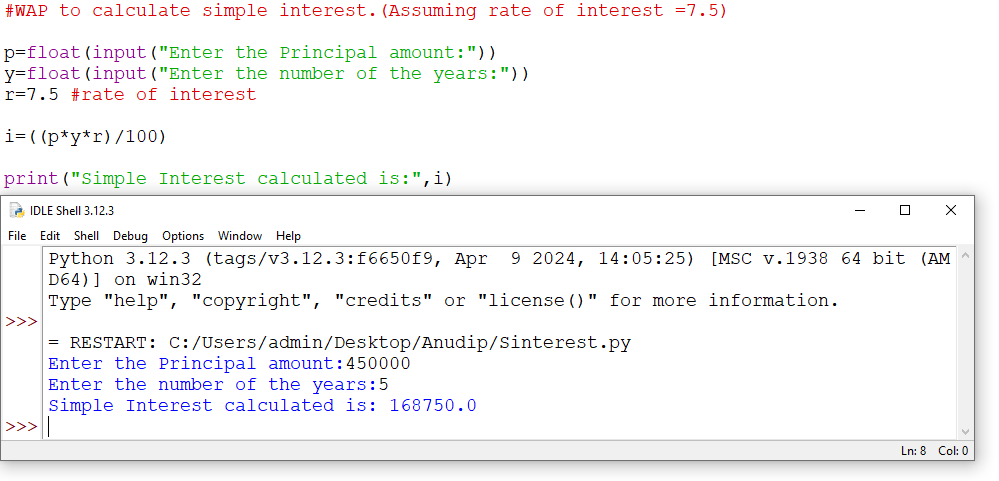 #WAP to calculate simple interest.(Assuming rate of interest =7.5)
p=float(input("Enter the Principal amount:"))
y=float(input("Enter the number of the years:"))
r=7.5 #rate of interest
i=((p*y*r)/100)
print("Simple Interest calculated is:",i)
IDLE Shell 3.12.3
File Edit Shell Debug Options Window Help
Python 3.12.3 (tags/v3.12.3:f6650f9, Apr  9 2024, 14:05:25) [MSC v.1938 64 bit (AM
D64)] on win32
Type "help", "copyright", "credits" or "license()" for more information.
>>>
= RESTART: C:/Users/admin/Desktop/Anudip/Sinterest.py
Enter the Principal amount:450000
Enter the number of the years:5
Simple Interest calculated is: 168750.0
>>>
Ln: 8 Col: 0